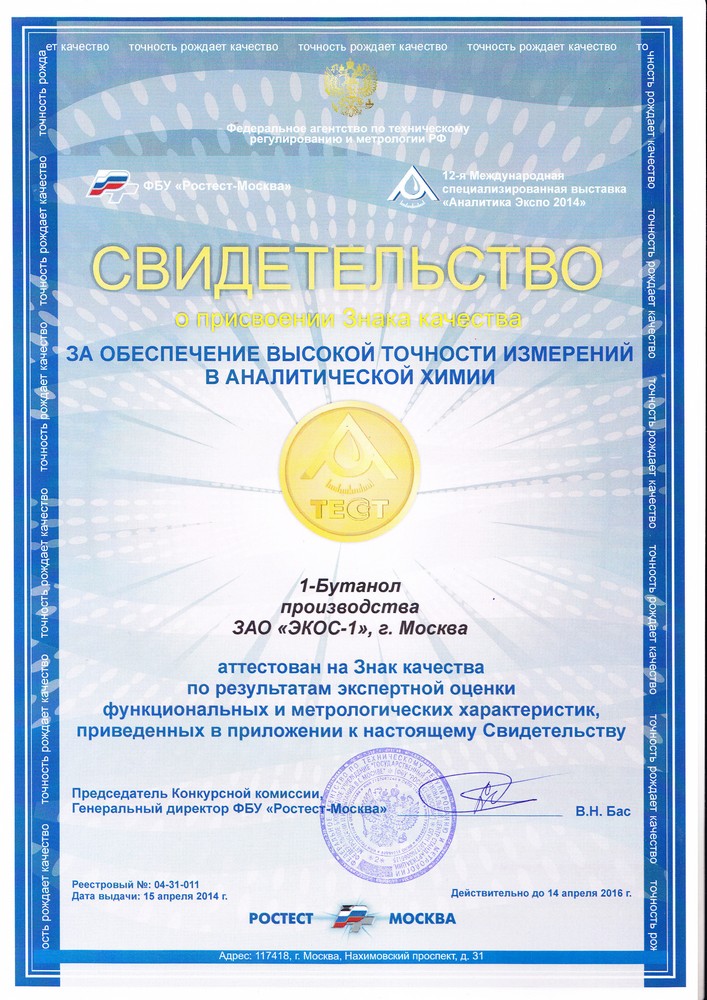 ет качество точность рождает качество точность рождает качество точность рождает качество то
Федеральное агентство по техническому
регулированию и метрологии РФ
ФБУ «Ростест-Москва»
12-я Международная
специализированная выставка
«Аналитика Экспо 2014»
СВИДЕТЕЛЬСТВО
о присвоении Знака качества
ЗА ОБЕСПЕЧЕНИЕ ВЫСОКОЙ ТОЧНОСТИ ИЗМЕРЕНИЙ
В АНАЛИТИЧЕСКОЙ ХИМИИ
ТЕСТ
1-Бутанол
производства
ЗАО «ЭКОС-1», г. Москва
аттестован на Знак качества
по результатам экспертной оценки
функциональных и метрологических характеристик,
приведенных в приложении к настоящему Свидетельству
Председатель Конкурсной комиссии,
Генеральный директор ФБУ «Ростест-Москва»
В.Н. Бас
Реестровый №: 04-31-011
Дата выдачи: 15 апреля 2014 г.
Действительно до 14 апреля 2016 г.
РОСТЕСТ МОСКВА
Адрес: 117418, г. Москва, Нахимовский проспект, д. 31
ость рождает качество точность рождает качество точность рождает качество точность рождает качество точность рождает качество точность рожда
чность рождает качество точность рождает качество точность рождает качество точность рождает качество точность рождает качество точность рож